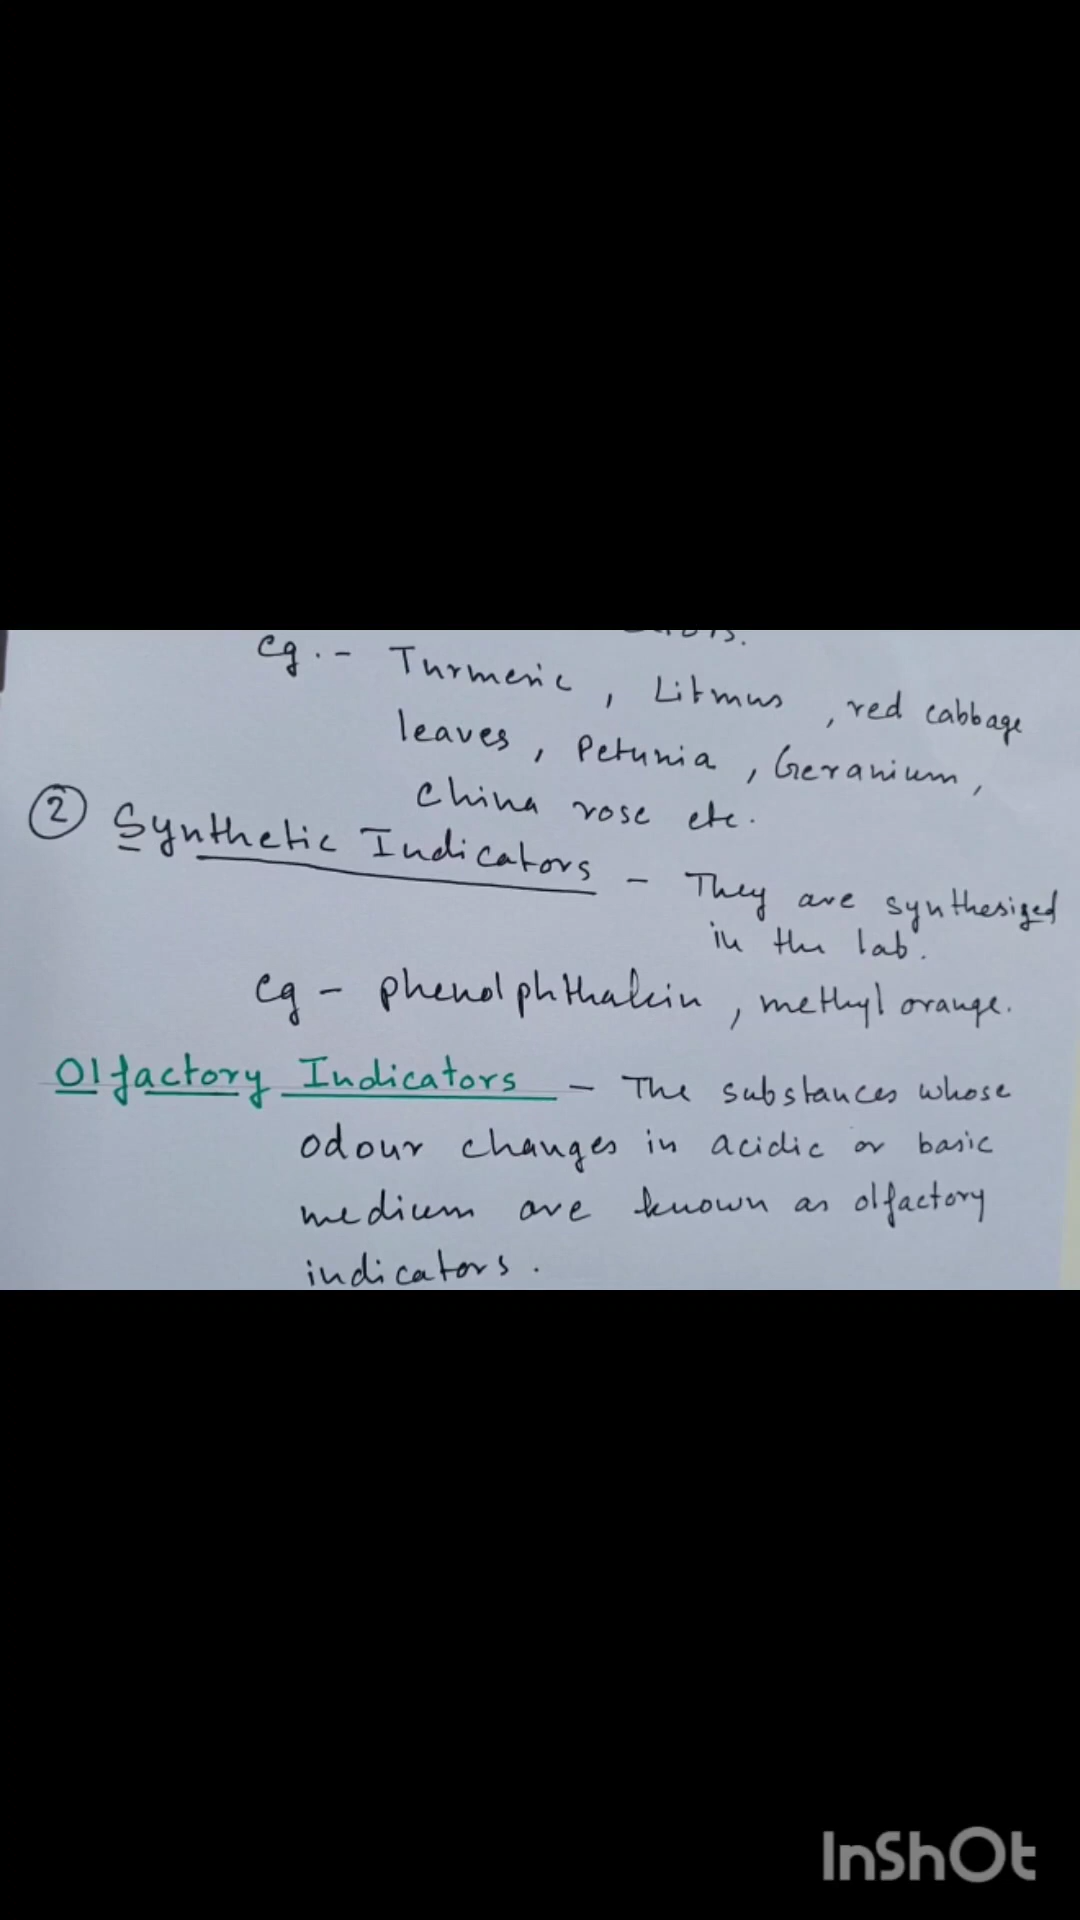 eg.- Turmeric, Litmus, red cabbage
leaves, Petunia, Geranium,
China rose etc.
② Synthetic Indicators - They are synthesized
in the lab.
eg - phenolphthalein, methyl orange.
Olfactory Indicators - The substances whose
odour changes in acidic or basic
medium are known as olfactory
indicators.
InShOt